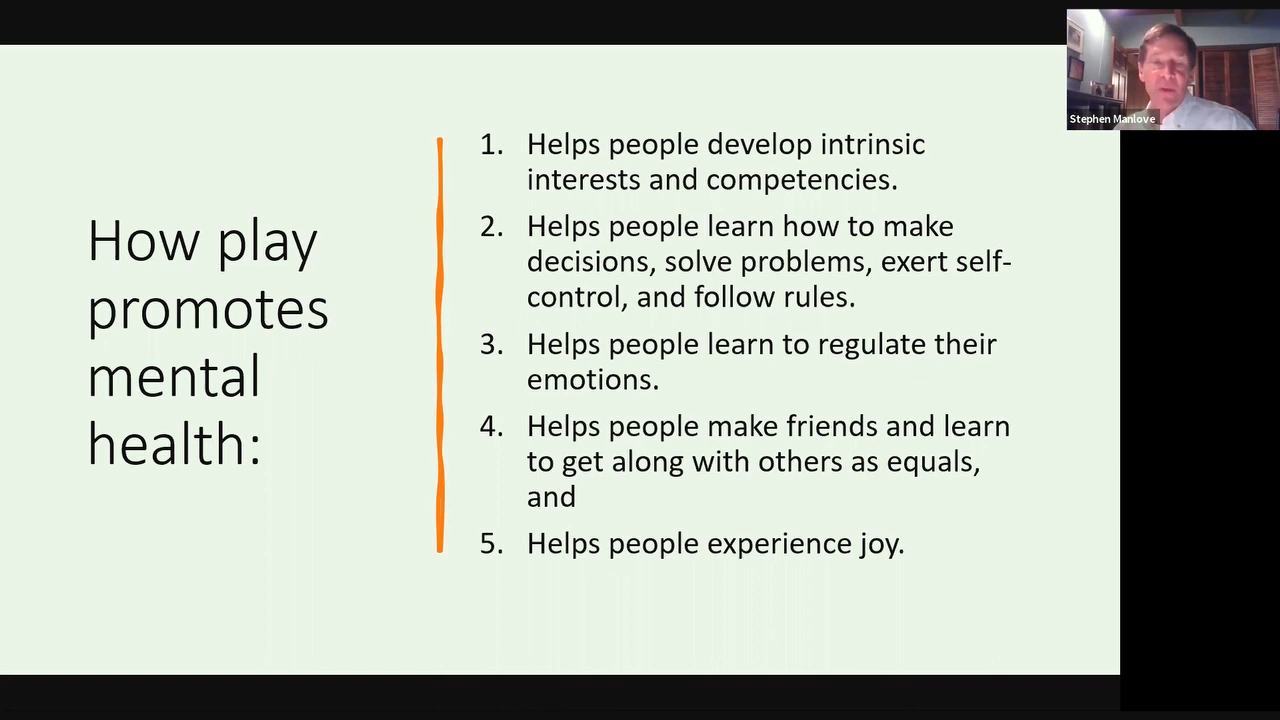 How play
promotes
mental
health:
1. Helps people develop intrinsic
interests and competencies.
2. Helps people learn how to make
decisions, solve problems, exert self-
control, and follow rules.
3. Helps people learn to regulate their
emotions.
4. Helps people make friends and learn
to get along with others as equals,
and
5. Helps people experience joy.
Stephen Manlove